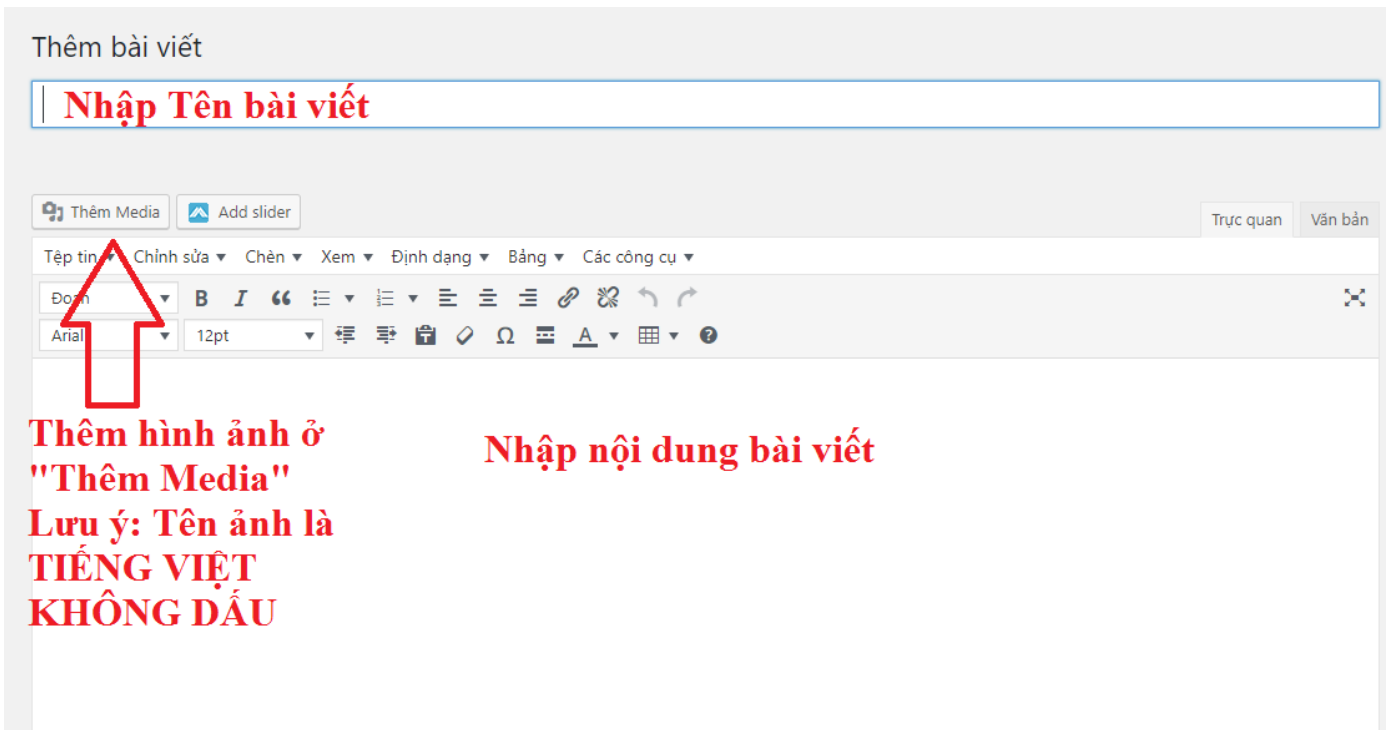 Thêm bài viết
Nhập Tên bài viết
Thêm Media Add slider
Trực quan Văn bản
Tệp tin Chỉnh sửa Chèn Xem Định dạng Bảng Các công cụ
Đoạn
Arial 12pt
Thêm hình ảnh ở
"Thêm Media"
Lưu ý: Tên ảnh là
TIẾNG VIỆT
KHÔNG DẤU
Nhập nội dung bài viết